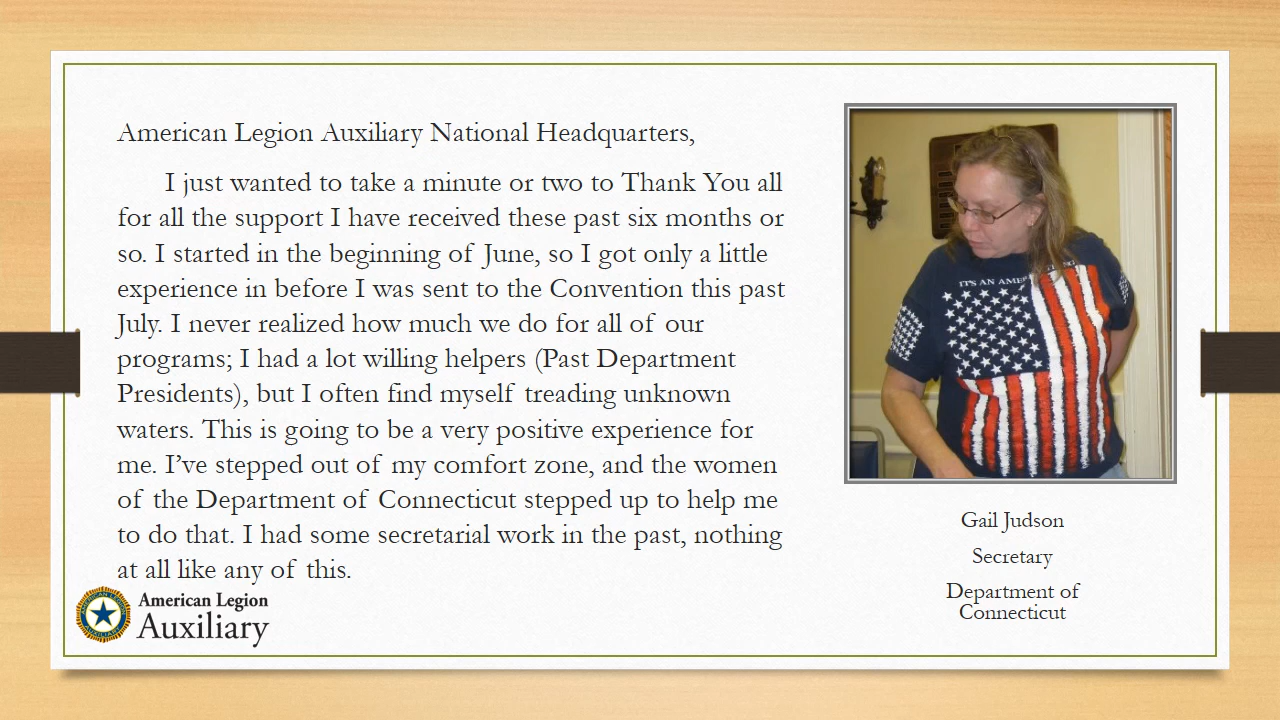 American Legion Auxiliary National Headquarters,
I just wanted to take a minute or two to Thank You all
for all the support I have received these past six months or
so. I started in the beginning of June, so I got only a little
experience in before I was sent to the Convention this past
July. I never realized how much we do for all of our
programs; I had a lot willing helpers (Past Department
Presidents), but I often find myself treading unknown
waters. This is going to be a very positive experience for
me. I’ve stepped out of my comfort zone, and the women
of the Department of Connecticut stepped up to help me
to do that. I had some secretarial work in the past, nothing
at all like any of this.
American Legion
Auxiliary
IT'S AN AMER
Gail Judson
Secretary
Department of
Connecticut